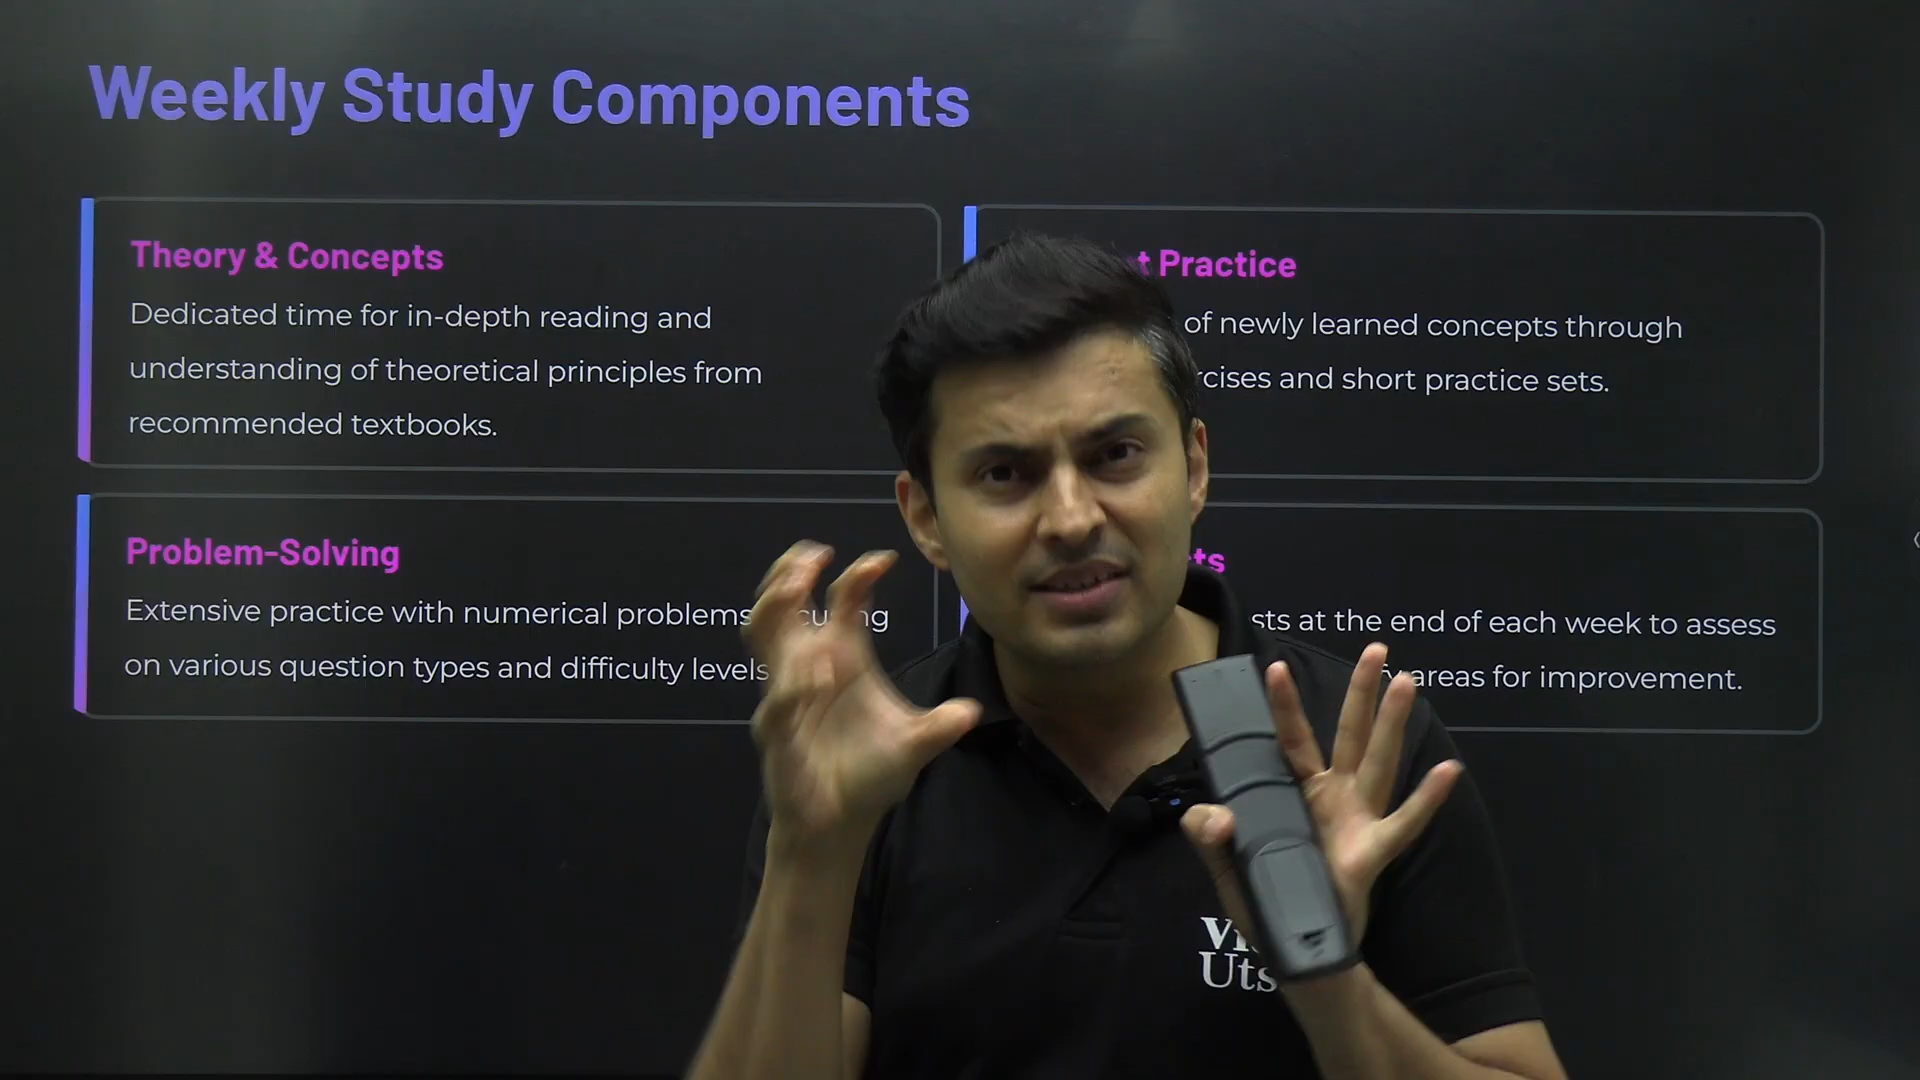 Weekly Study Components
Theory & Concepts
Dedicated time for in-depth reading and
understanding of theoretical principles from
recommended textbooks.
Practice
of newly learned concepts through
and short practice sets.
Problem-Solving
Extensive practice with numerical problems
on various question types and difficulty levels
at the end of each week to assess
areas for improvement.